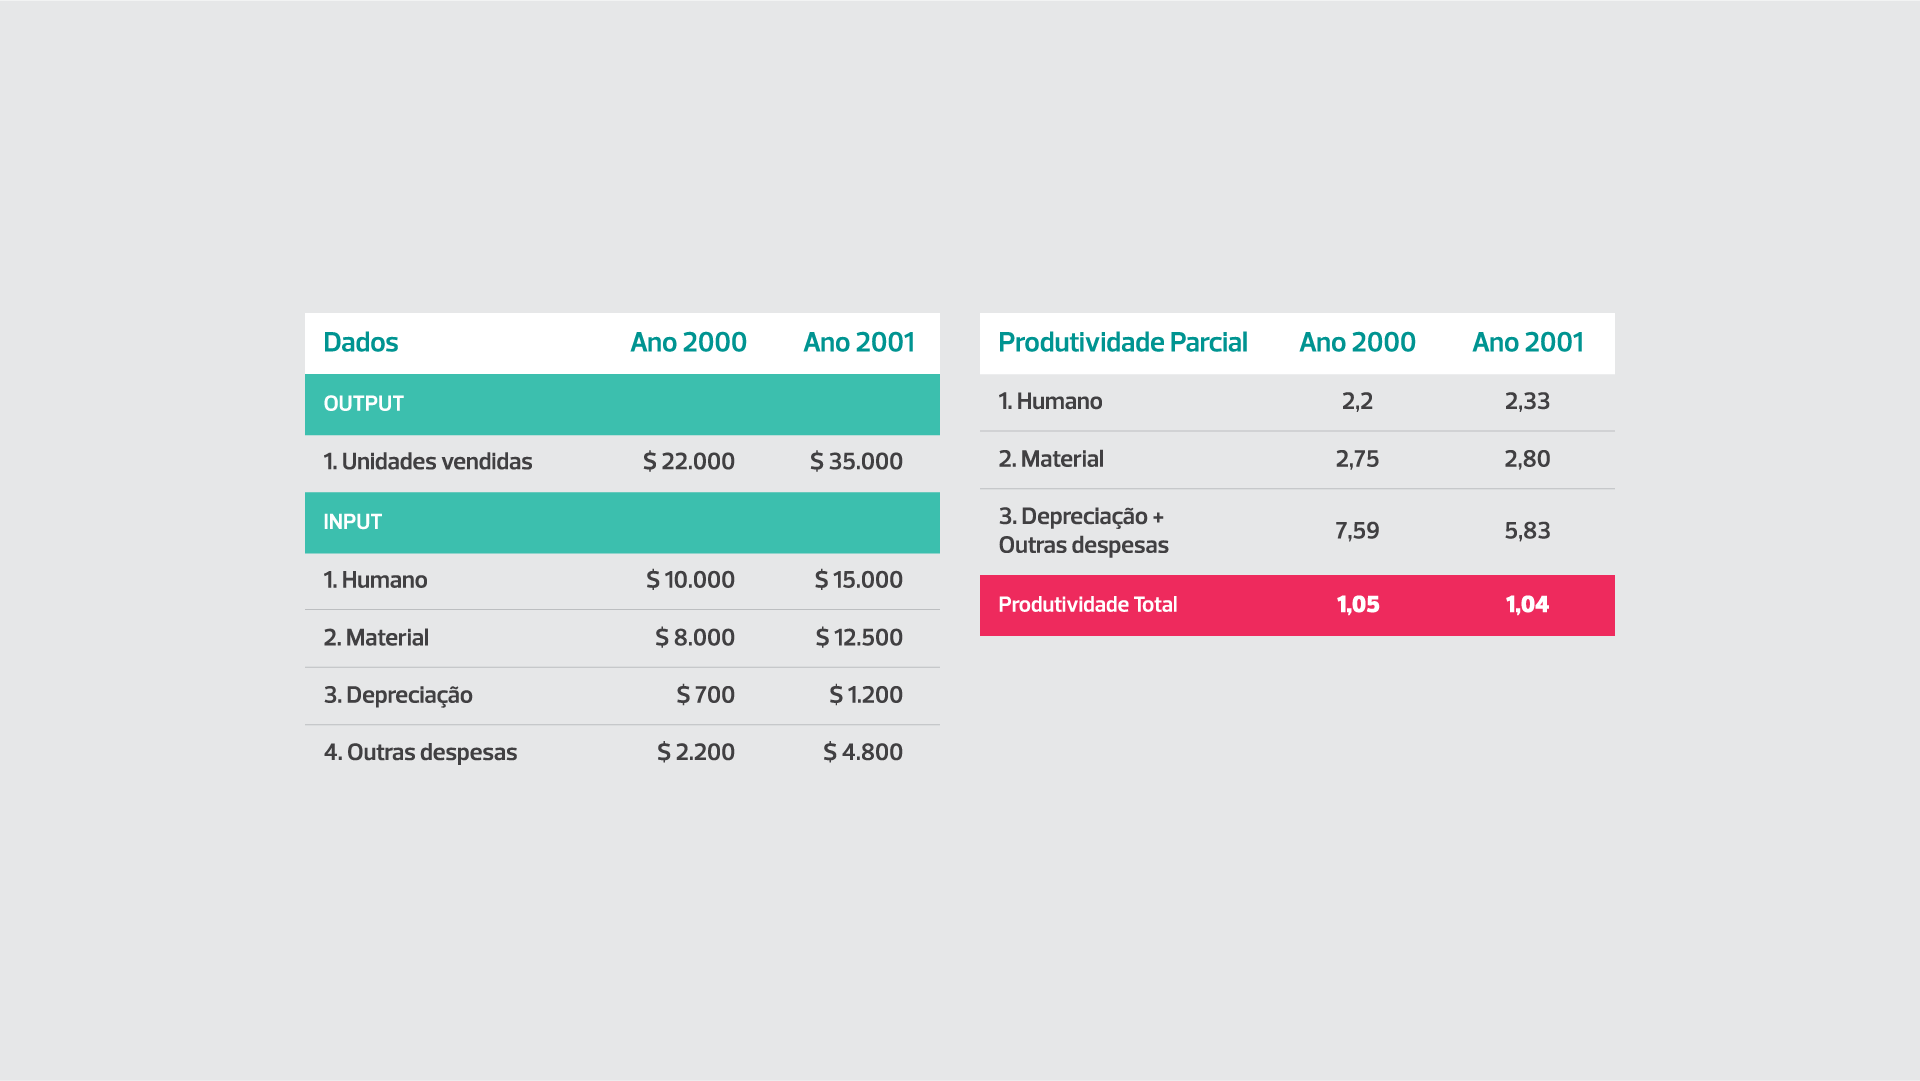 Dados Ano 2000 Ano 2001
OUTPUT
1. Unidades vendidas $ 22.000 $ 35.000
INPUT
1. Humano $ 10.000 $ 15.000
2. Material $ 8.000 $ 12.500
3. Depreciação $ 700 $ 1.200
4. Outras despesas $ 2.200 $ 4.800
Produtividade Parcial Ano 2000 Ano 2001
1. Humano 2,2 2,33
2. Material 2,75 2,80
3. Depreciação +
Outras despesas 7,59 5,83
Produtividade Total 1,05 1,04